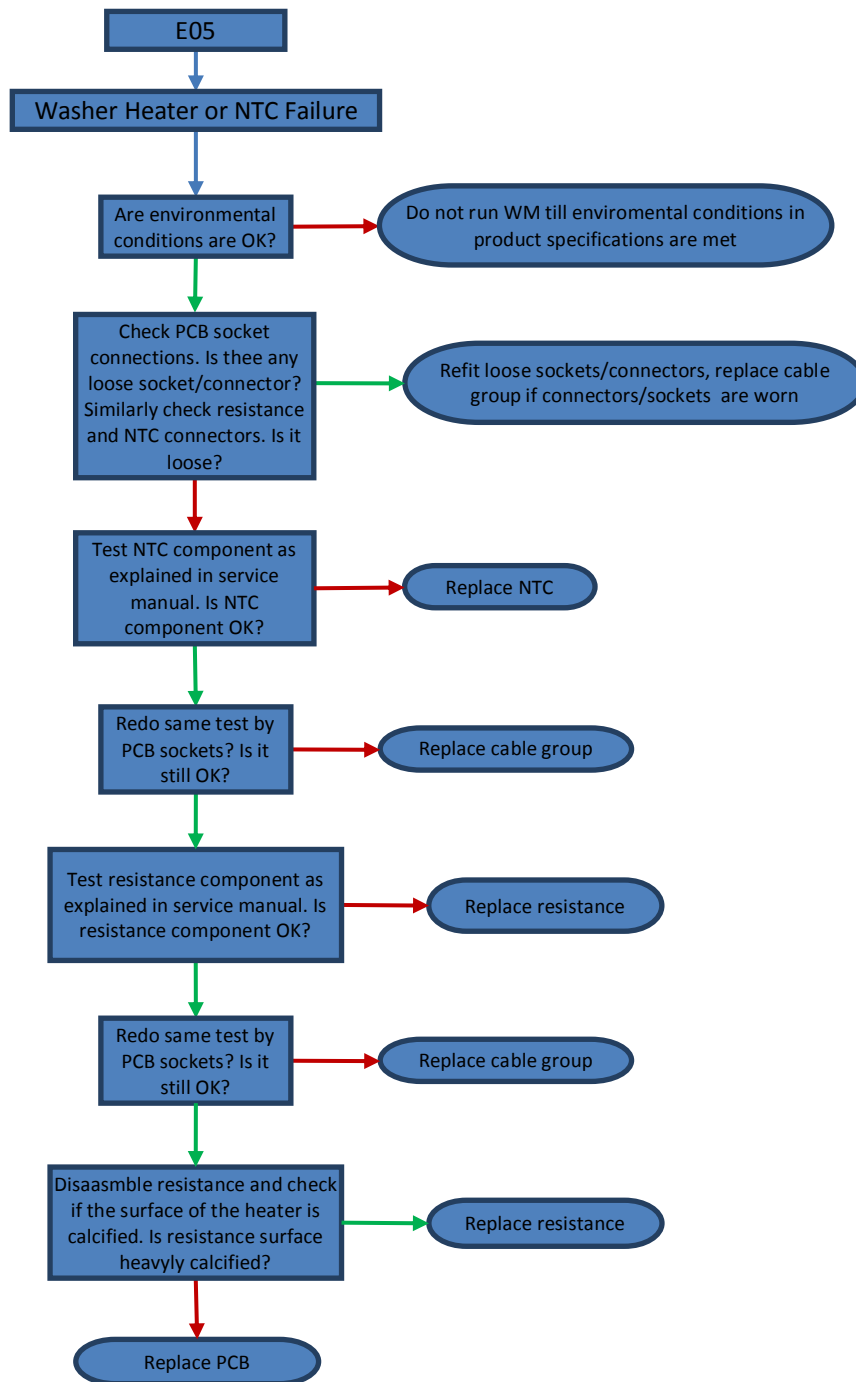 E05
Washer Heater or NTC Failure
Are environmental
conditions are OK?
Do not run WM till enviromental conditions in
product specifications are met
Check PCB socket
connections. Is thee any
loose socket/connector?
Similarly check resistance
and NTC connectors. Is it
loose?
Refit loose sockets/connectors, replace cable
group if connectors/sockets are worn
Test NTC component as
explained in service
manual. Is NTC
component OK?
Replace NTC
Redo same test by
PCB sockets? Is it
still OK?
Replace cable group
Test resistance component as
explained in service manual. Is
resistance component OK?
Replace resistance
Redo same test by
PCB sockets? Is it
still OK?
Replace cable group
Disaasmble resistance and check
if the surface of the heater is
calcified. Is resistance surface
heavyly calcified?
Replace resistance
Replace PCB